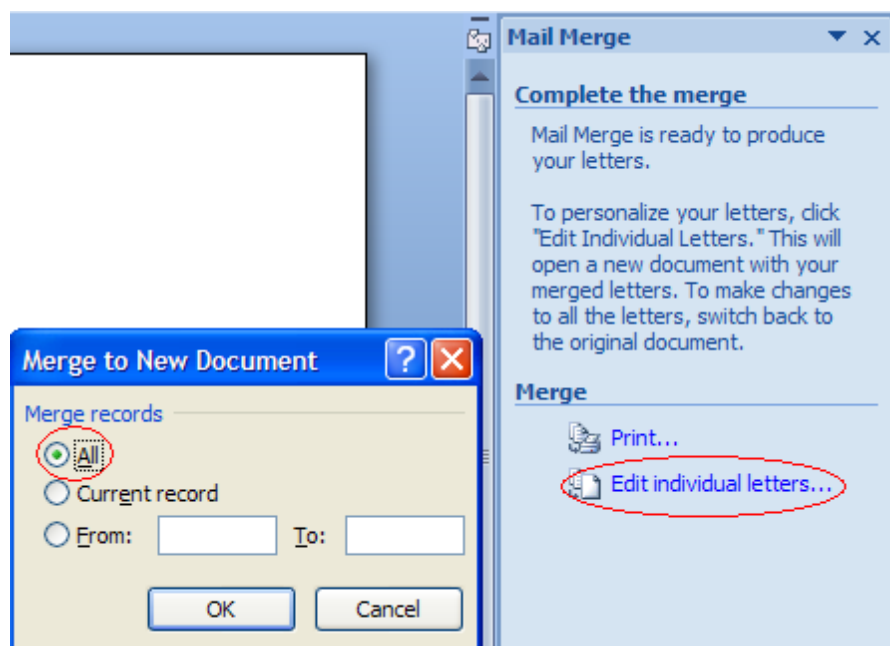 Mail Merge
Complete the merge
Mail Merge is ready to produce
your letters.
To personalize your letters, click
"Edit Individual Letters." This will
open a new document with your
merged letters. To make changes
to all the letters, switch back to
the original document.
Merge
Print...
Edit individual letters...
Merge to New Document
Merge records
All
Current record
From: To:
OK Cancel